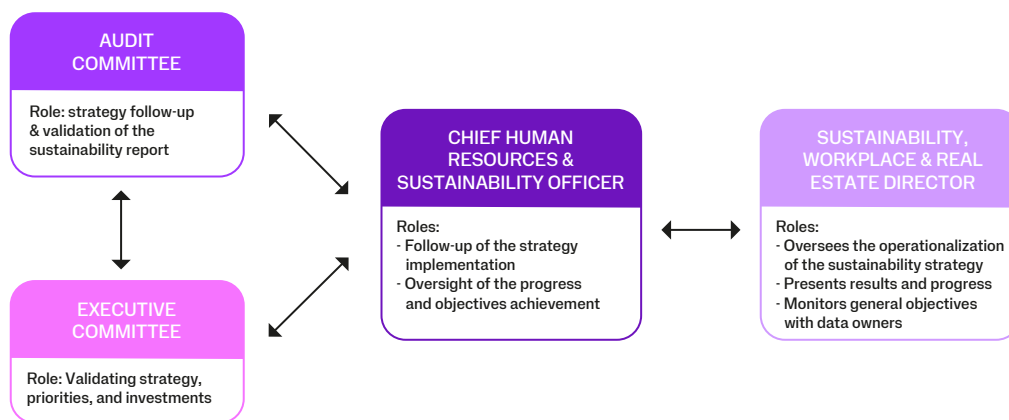 AUDIT
COMMITTEE
Role: strategy follow-up
& validation of the
sustainability report
EXECUTIVE
COMMITTEE
Role: Validating strategy,
priorities, and investments
CHIEF HUMAN
RESOURCES &
SUSTAINABILITY OFFICER
Roles:
- Follow-up of the strategy
implementation
- Oversight of the progress
and objectives achievement
SUSTAINABILITY,
WORKPLACE & REAL
ESTATE DIRECTOR
Roles:
- Oversees the operationalization
of the sustainability strategy
- Presents results and progress
- Monitors general objectives
with data owners